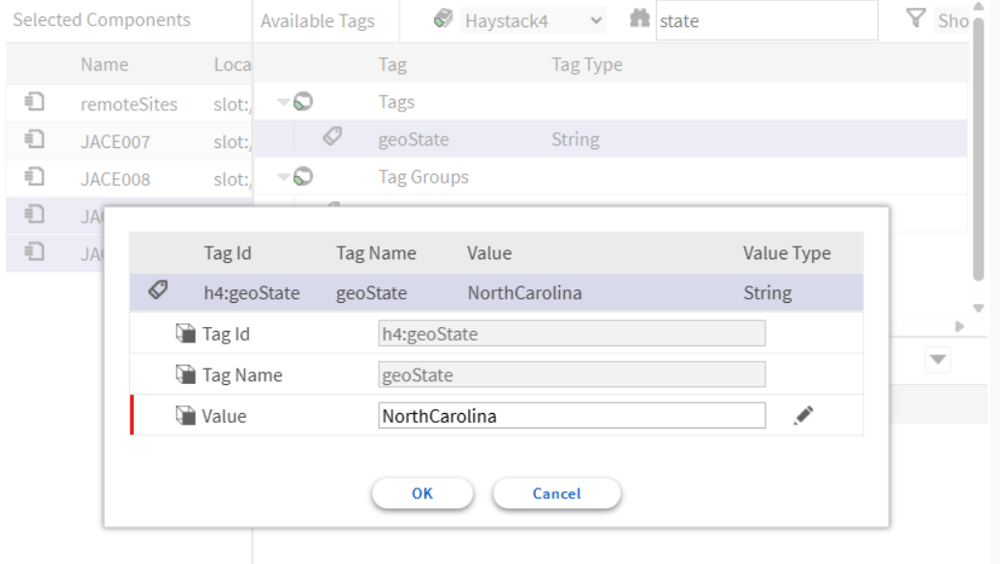 Selected Components
Available Tags
Haystack4
state
Sho
Name
Loca
Tag
Tag Type
remoteSites
slot:/
Tags
JACE007
slot:/
geoState
String
JACE008
slot:/
Tag Groups
JA
JA
Tag Id
Tag Name
Value
Value Type
h4:geoState
geoState
NorthCarolina
String
Tag Id
h4:geoState
Tag Name
geoState
Value
NorthCarolina
OK
Cancel